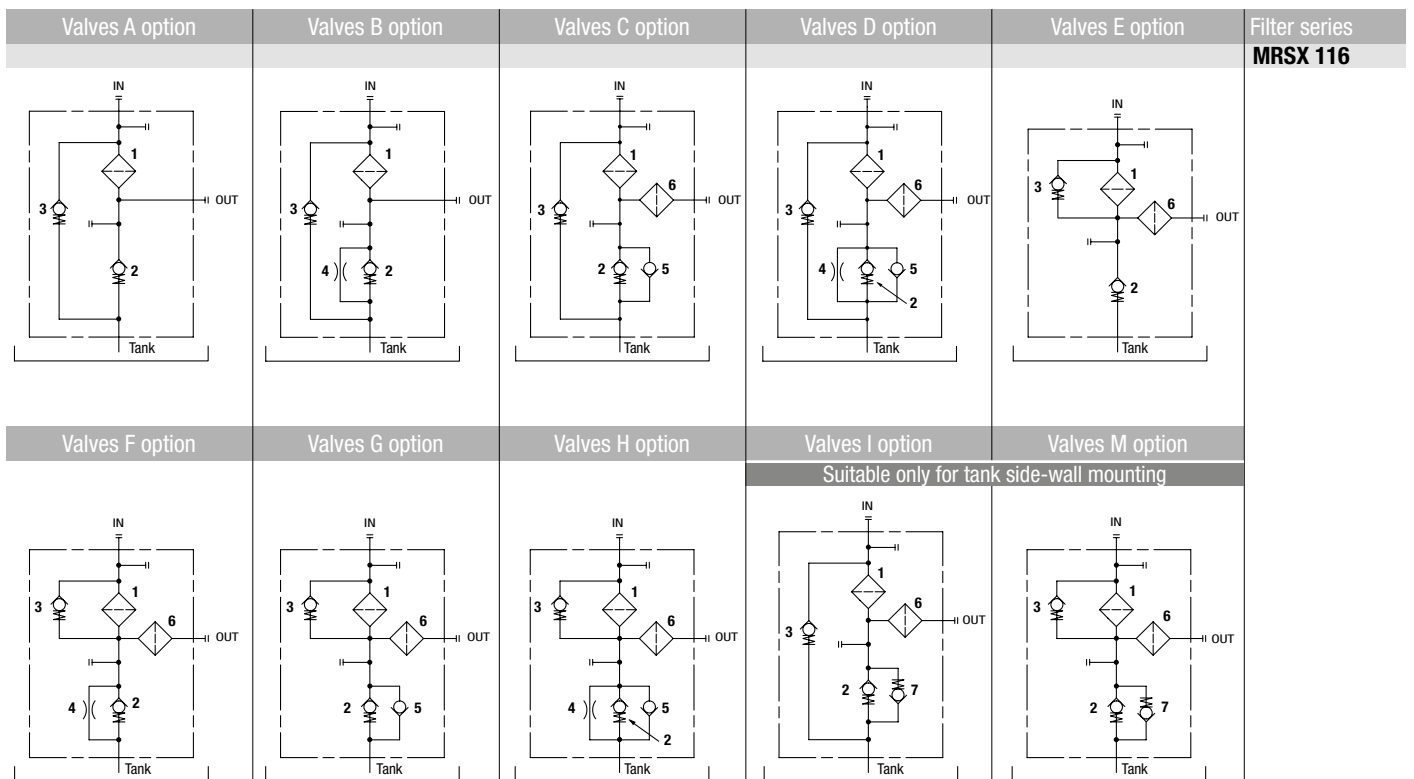 Valves A option
Valves B option
Valves C option
Valves D option
Valves E option
Filter series
MRSX 116
IN
1
3
OUT
2
Tank
IN
1
3
OUT
4
2
Tank
IN
1
6
3
OUT
2
5
Tank
IN
1
6
3
OUT
4
5
2
Tank
IN
3
1
6
OUT
2
Tank
Valves F option
Valves G option
Valves H option
Valves I option
Valves M option
Suitable only for tank side-wall mounting
IN
3
1
6
OUT
4
2
Tank
IN
3
1
6
OUT
2
5
Tank
IN
3
1
6
OUT
4
5
2
Tank
IN
1
6
3
OUT
2
7
Tank
IN
3
1
6
OUT
2
7
Tank